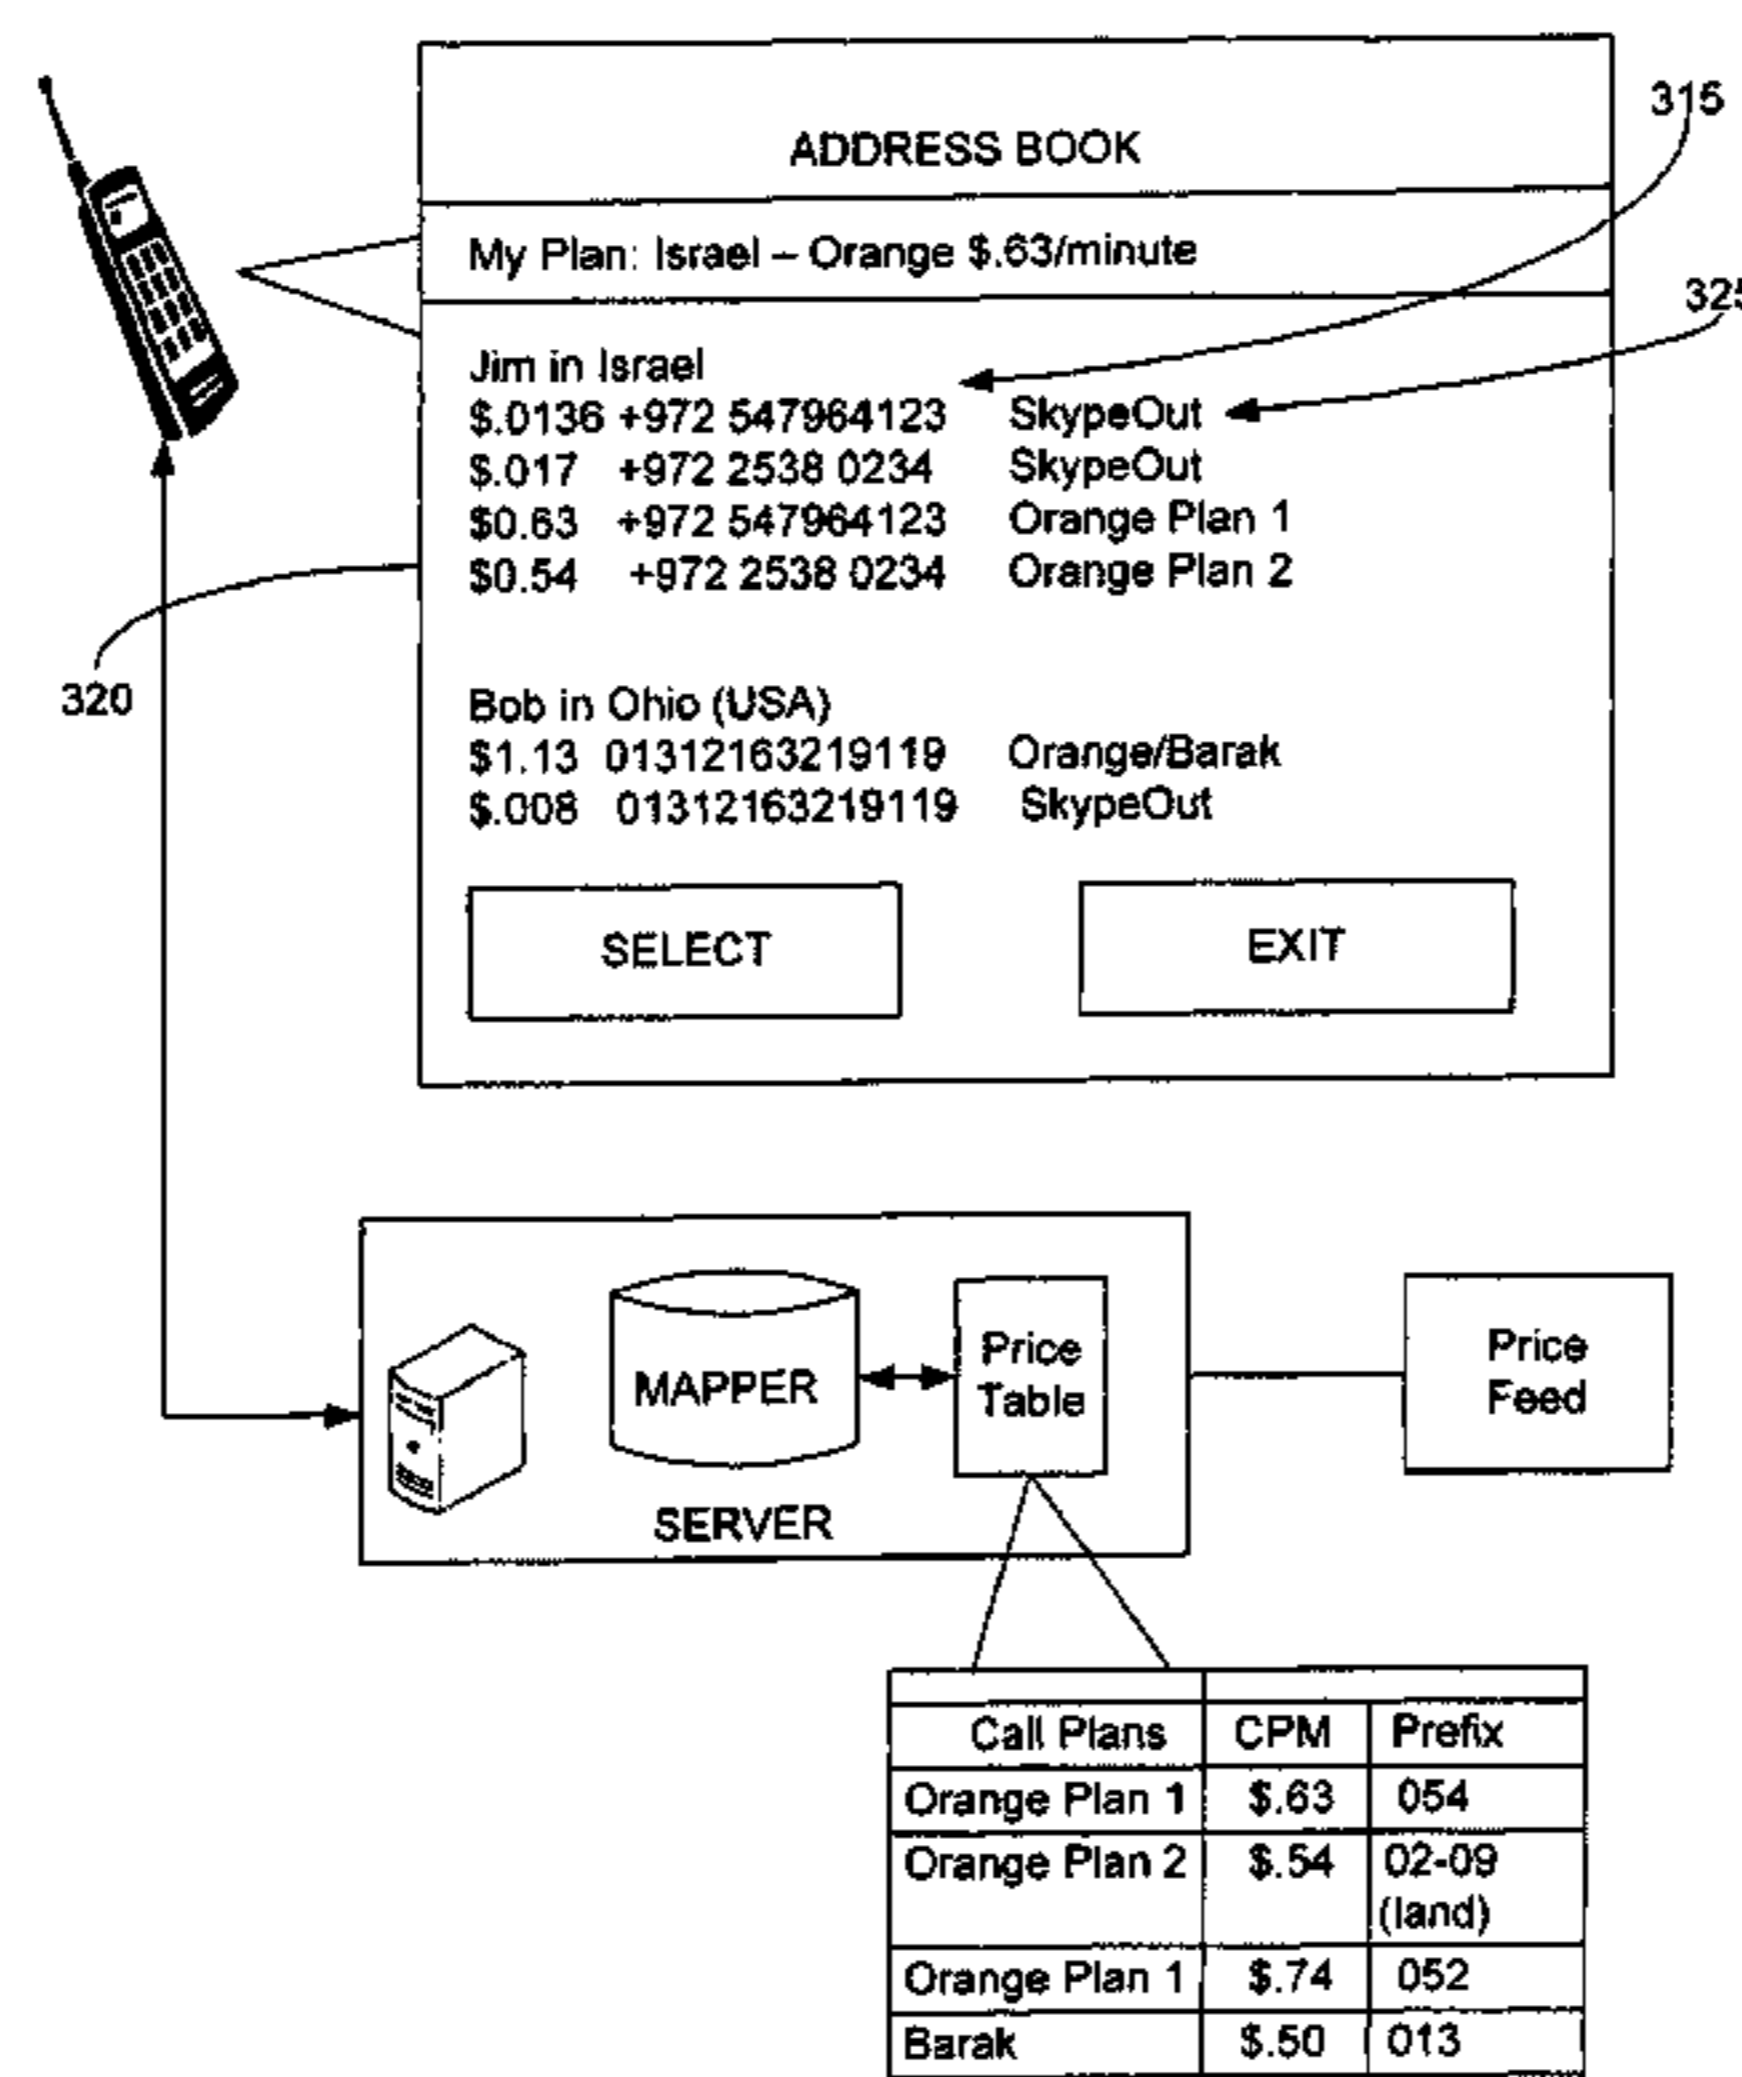 ADDRESS BOOK
315
My Plan: Israel – Orange $.63/minute
325
Jim in Israel
$.0136 +972 547964123 SkypeOut
$.017 +972 2538 0234 SkypeOut
$0.63 +972 547964123 Orange Plan 1
$0.54 +972 2538 0234 Orange Plan 2
320
Bob in Ohio (USA)
$1.13 01312163219119 Orange/Barak
$.008 01312163219119 SkypeOut
SELECT EXIT
MAPPER
Price
Table
SERVER
Price
Feed
Call Plans CPM Prefix
Orange Plan 1 $.63 054
Orange Plan 2 $.54 02-09
(land)
Orange Plan 1 $.74 052
Barak $.50 013